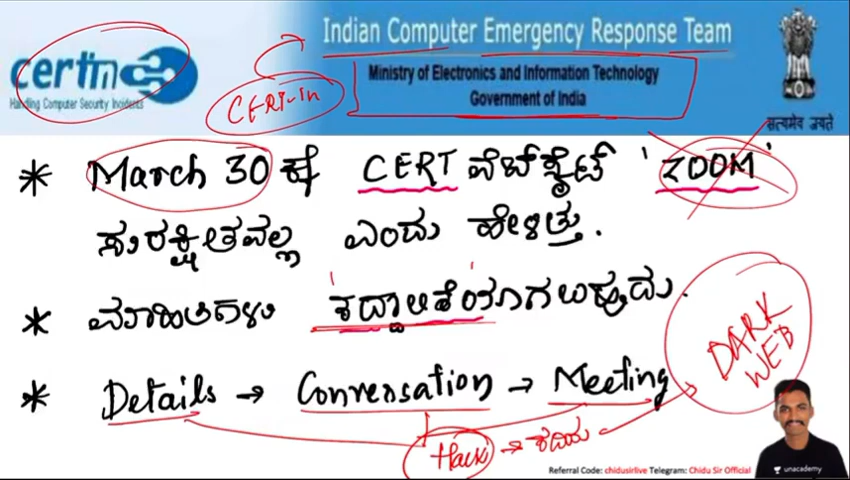 certin
Handling Computer Security Incidents
CERT-in
Indian Computer Emergency Response Team
Ministry of Electronics and Information Technology
Government of India
सत्यमेव जयते
* March 30 ಕ್ಕೆ CERT ವೆಬ್‌ಸೈಟ್ 'ZOOM'
ಸುರಕ್ಷಿತವಲ್ಲ ಎಂದು ಹೇಳಿತ್ತು.
* ಮಾಹಿತಿಗಳು ಕದ್ದಾಲಿಕೆಯಾಗಬಹುದು.
* Details → Conversation → Meeting
DARK
WEB
Hack → ಕದಿಯ
Referral Code: chidusirlive Telegram: Chidu Sir Official
unacademy